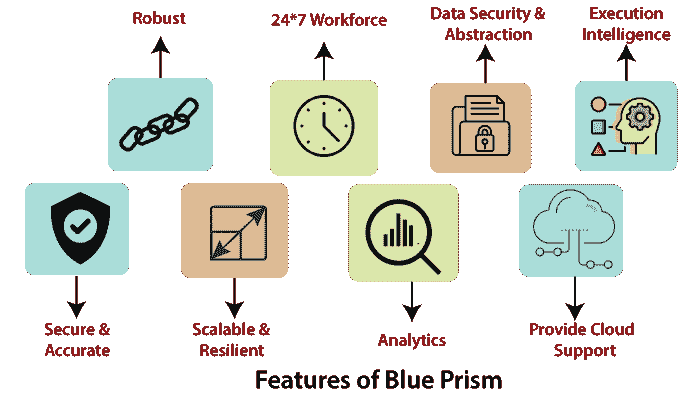 Robust
24*7 Workforce
Data Security &
Abstraction
Execution
Intelligence
Secure &
Accurate
Scalable &
Resilient
Analytics
Provide Cloud
Support
Features of Blue Prism